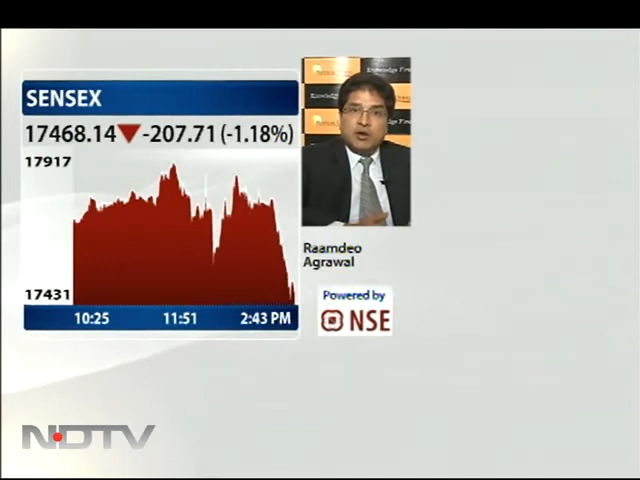 SENSEX
17468.14▼-207.71 (-1.18%)
17917
17431
10:25 11:51 2:43 PM
Raamdeo
Agrawal
Powered by
NSE
NDTV